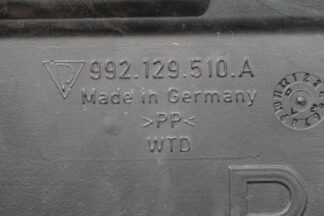 992.129.510.A
Made in Germany
>PP<
WTD